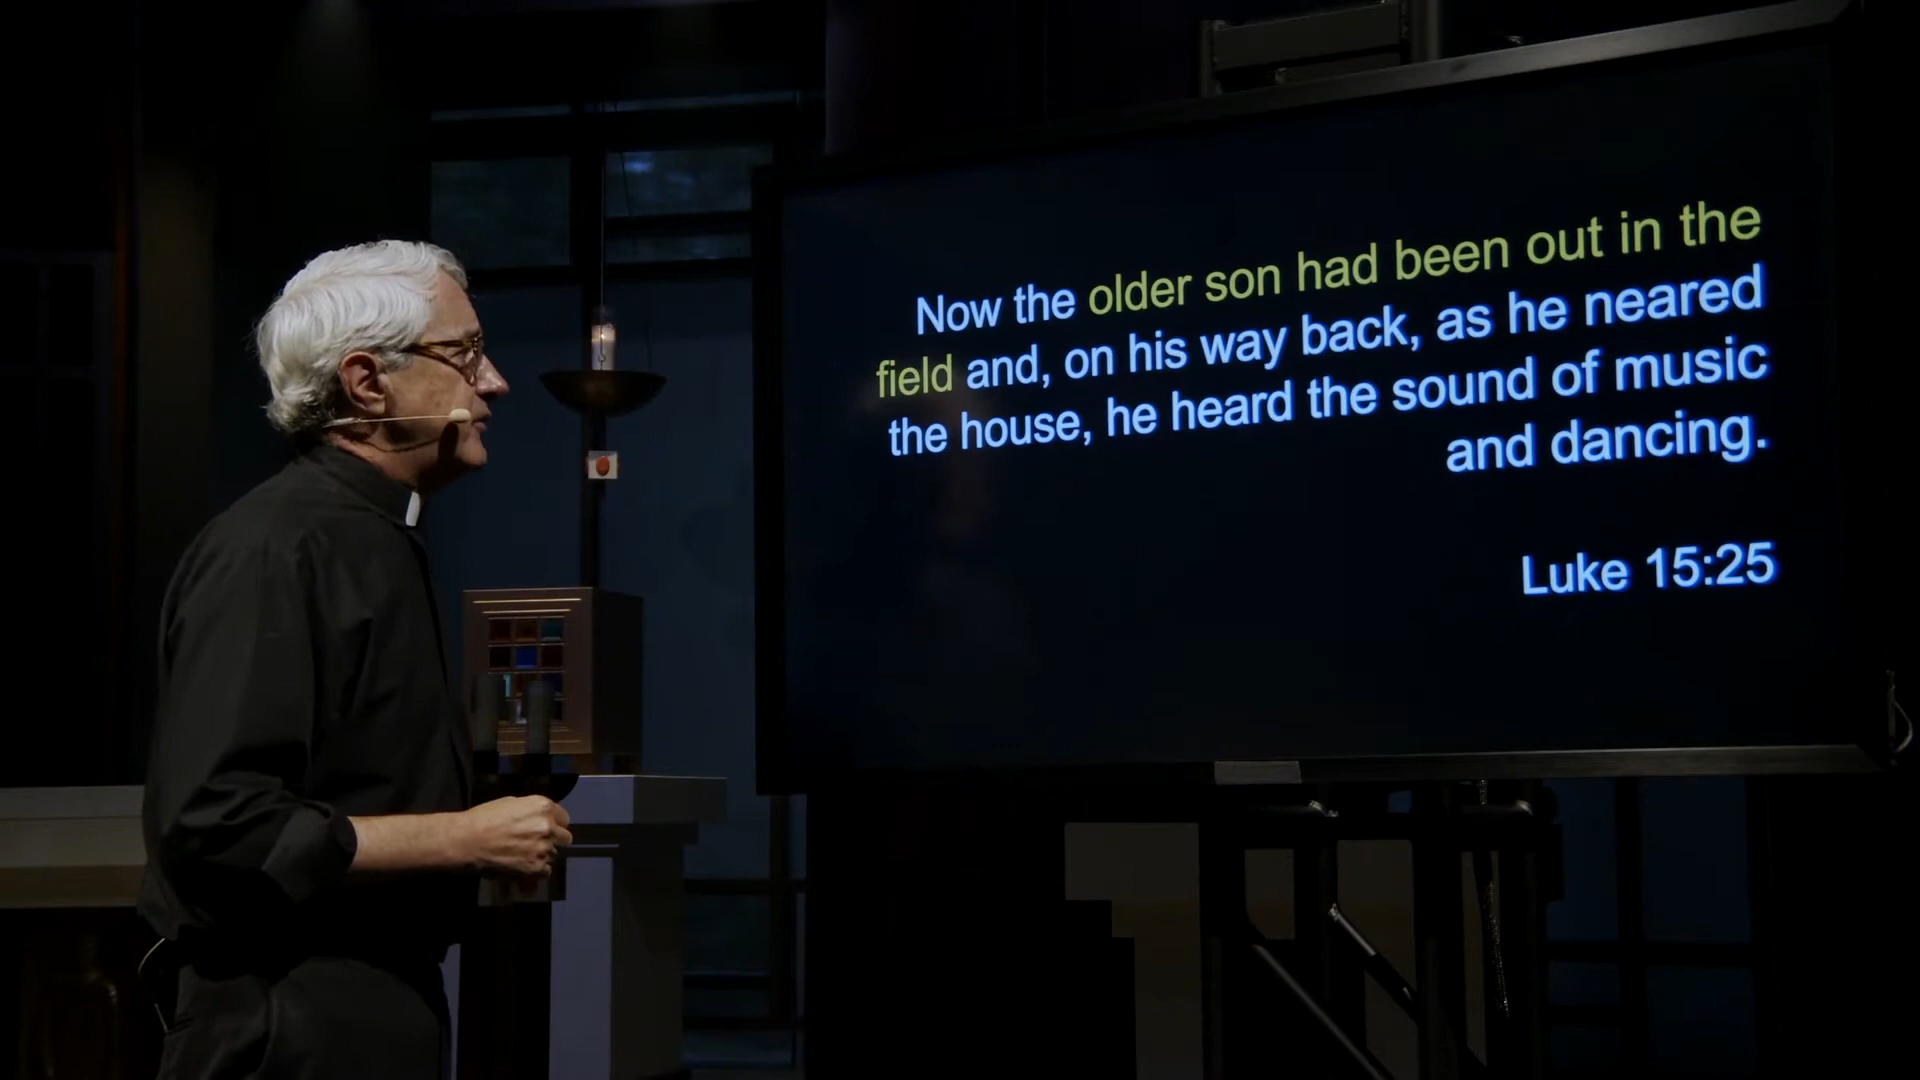 Now the older son had been out in the
field and, on his way back, as he neared
the house, he heard the sound of music
and dancing.
Luke 15:25